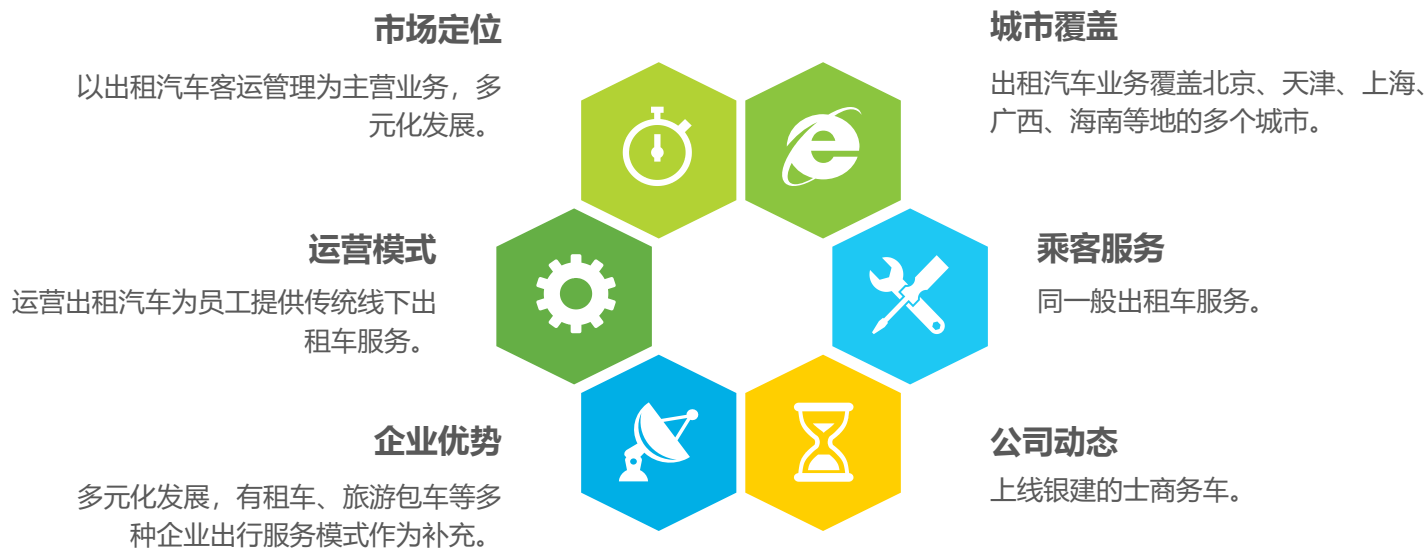 市场定位
以出租汽车客运管理为主营业务，多
元化发展。
城市覆盖
出租汽车业务覆盖北京、天津、上海、
广西、海南等地的多个城市。
运营模式
运营出租汽车为员工提供传统线下出
租车服务。
乘客服务
同一般出租车服务。
企业优势
多元化发展，有租车、旅游包车等多
种企业出行服务模式作为补充。
公司动态
上线银建的士商务车。